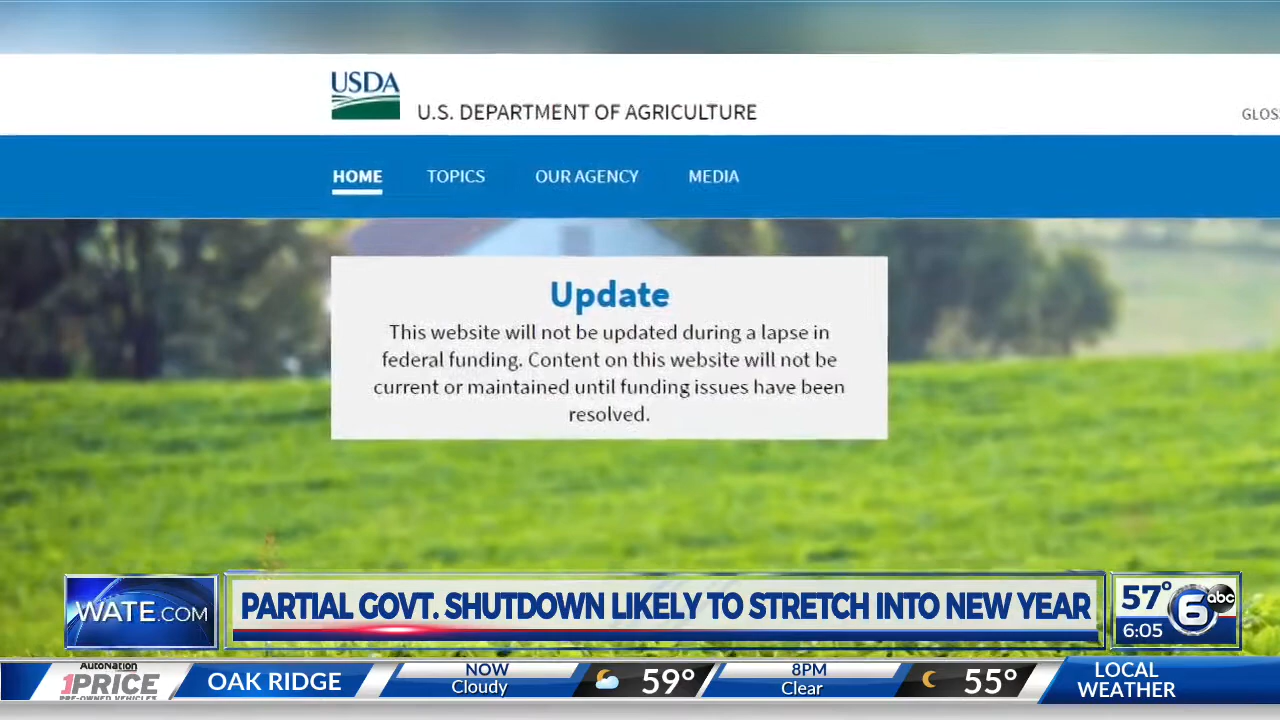 USDA
U.S. DEPARTMENT OF AGRICULTURE
HOME TOPICS OUR AGENCY MEDIA
Update
This website will not be updated during a lapse in
federal funding. Content on this website will not be
current or maintained until funding issues have been
resolved.
WATE.COM
PARTIAL GOVT. SHUTDOWN LIKELY TO STRETCH INTO NEW YEAR
57°
6:05
6
abc
AutoNation
1PRICE
PRE-OWNED VEHICLES
OAK RIDGE
NOW
Cloudy
59°
8PM
Clear
55°
LOCAL
WEATHER